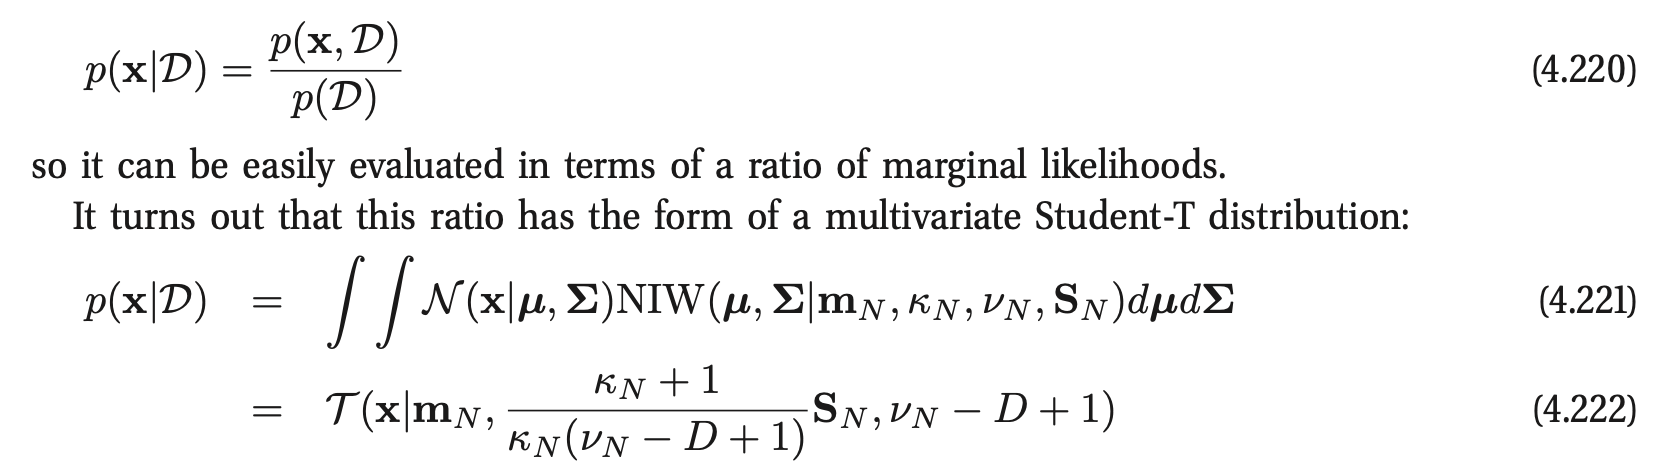 $p(\mathbf{x}|\mathcal{D}) = \frac{p(\mathbf{x}, \mathcal{D})}{p(\mathcal{D})}$ (4.220)
so it can be easily evaluated in terms of a ratio of marginal likelihoods.
It turns out that this ratio has the form of a multivariate Student-T distribution:
$p(\mathbf{x}|\mathcal{D}) = \int \int \mathcal{N}(\mathbf{x}|\boldsymbol{\mu}, \boldsymbol{\Sigma}) \mathrm{NIW}(\boldsymbol{\mu}, \boldsymbol{\Sigma}|\mathbf{m}_N, \kappa_N, \nu_N, \mathbf{S}_N) d\boldsymbol{\mu} d\boldsymbol{\Sigma}$ (4.221)
$= \mathcal{T}(\mathbf{x}|\mathbf{m}_N, \frac{\kappa_N + 1}{\kappa_N(\nu_N - D + 1)} \mathbf{S}_N, \nu_N - D + 1)$ (4.222)